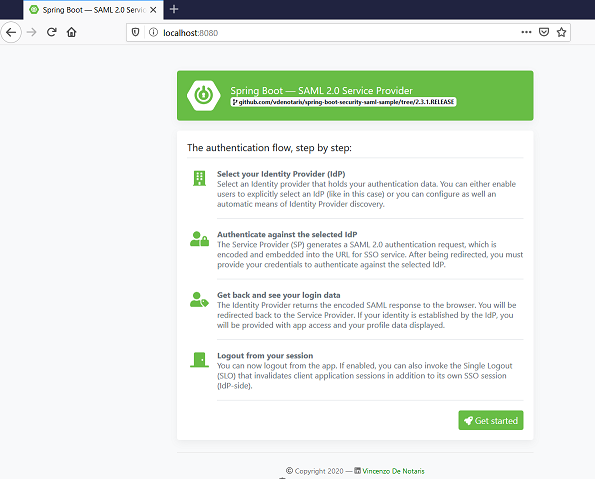 Spring Boot — SAML 2.0 Servic
localhost:8080
Spring Boot — SAML 2.0 Service Provider
github.com/vdenotaris/spring-boot-security-saml-sample/tree/2.3.1.RELEASE
The authentication flow, step by step:
Select your Identity Provider (IdP)
Select an Identity provider that holds your authentication data. You can either enable
users to explicitly select an IdP (like in this case) or you can configure as well an
automatic means of Identity Provider discovery.
Authenticate against the selected IdP
The Service Provider (SP) generates a SAML 2.0 authentication request, which is
encoded and embedded into the URL for SSO service. After being redirected, you must
provide your credentials to authenticate against the selected IdP.
Get back and see your login data
The Identity Provider returns the encoded SAML response to the browser. You will be
redirected back to the Service Provider. If your identity is established by the IdP, you
will be provided with app access and your profile data displayed.
Logout from your session
You can now logout from the app. If enabled, you can also invoke the Single Logout
(SLO) that invalidates client application sessions in addition to its own SSO session
(IdP-side).
Get started
© Copyright 2020 — Vincenzo De Notaris